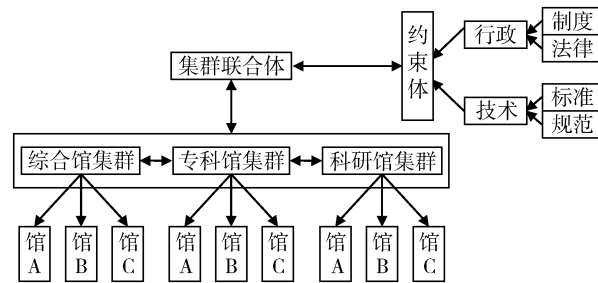 制度
行政
法律
约束体
集群联合体
标准
技术
规范
综合馆集群
专科馆集群
科研馆集群
馆A
馆B
馆C
馆A
馆B
馆C
馆A
馆B
馆C